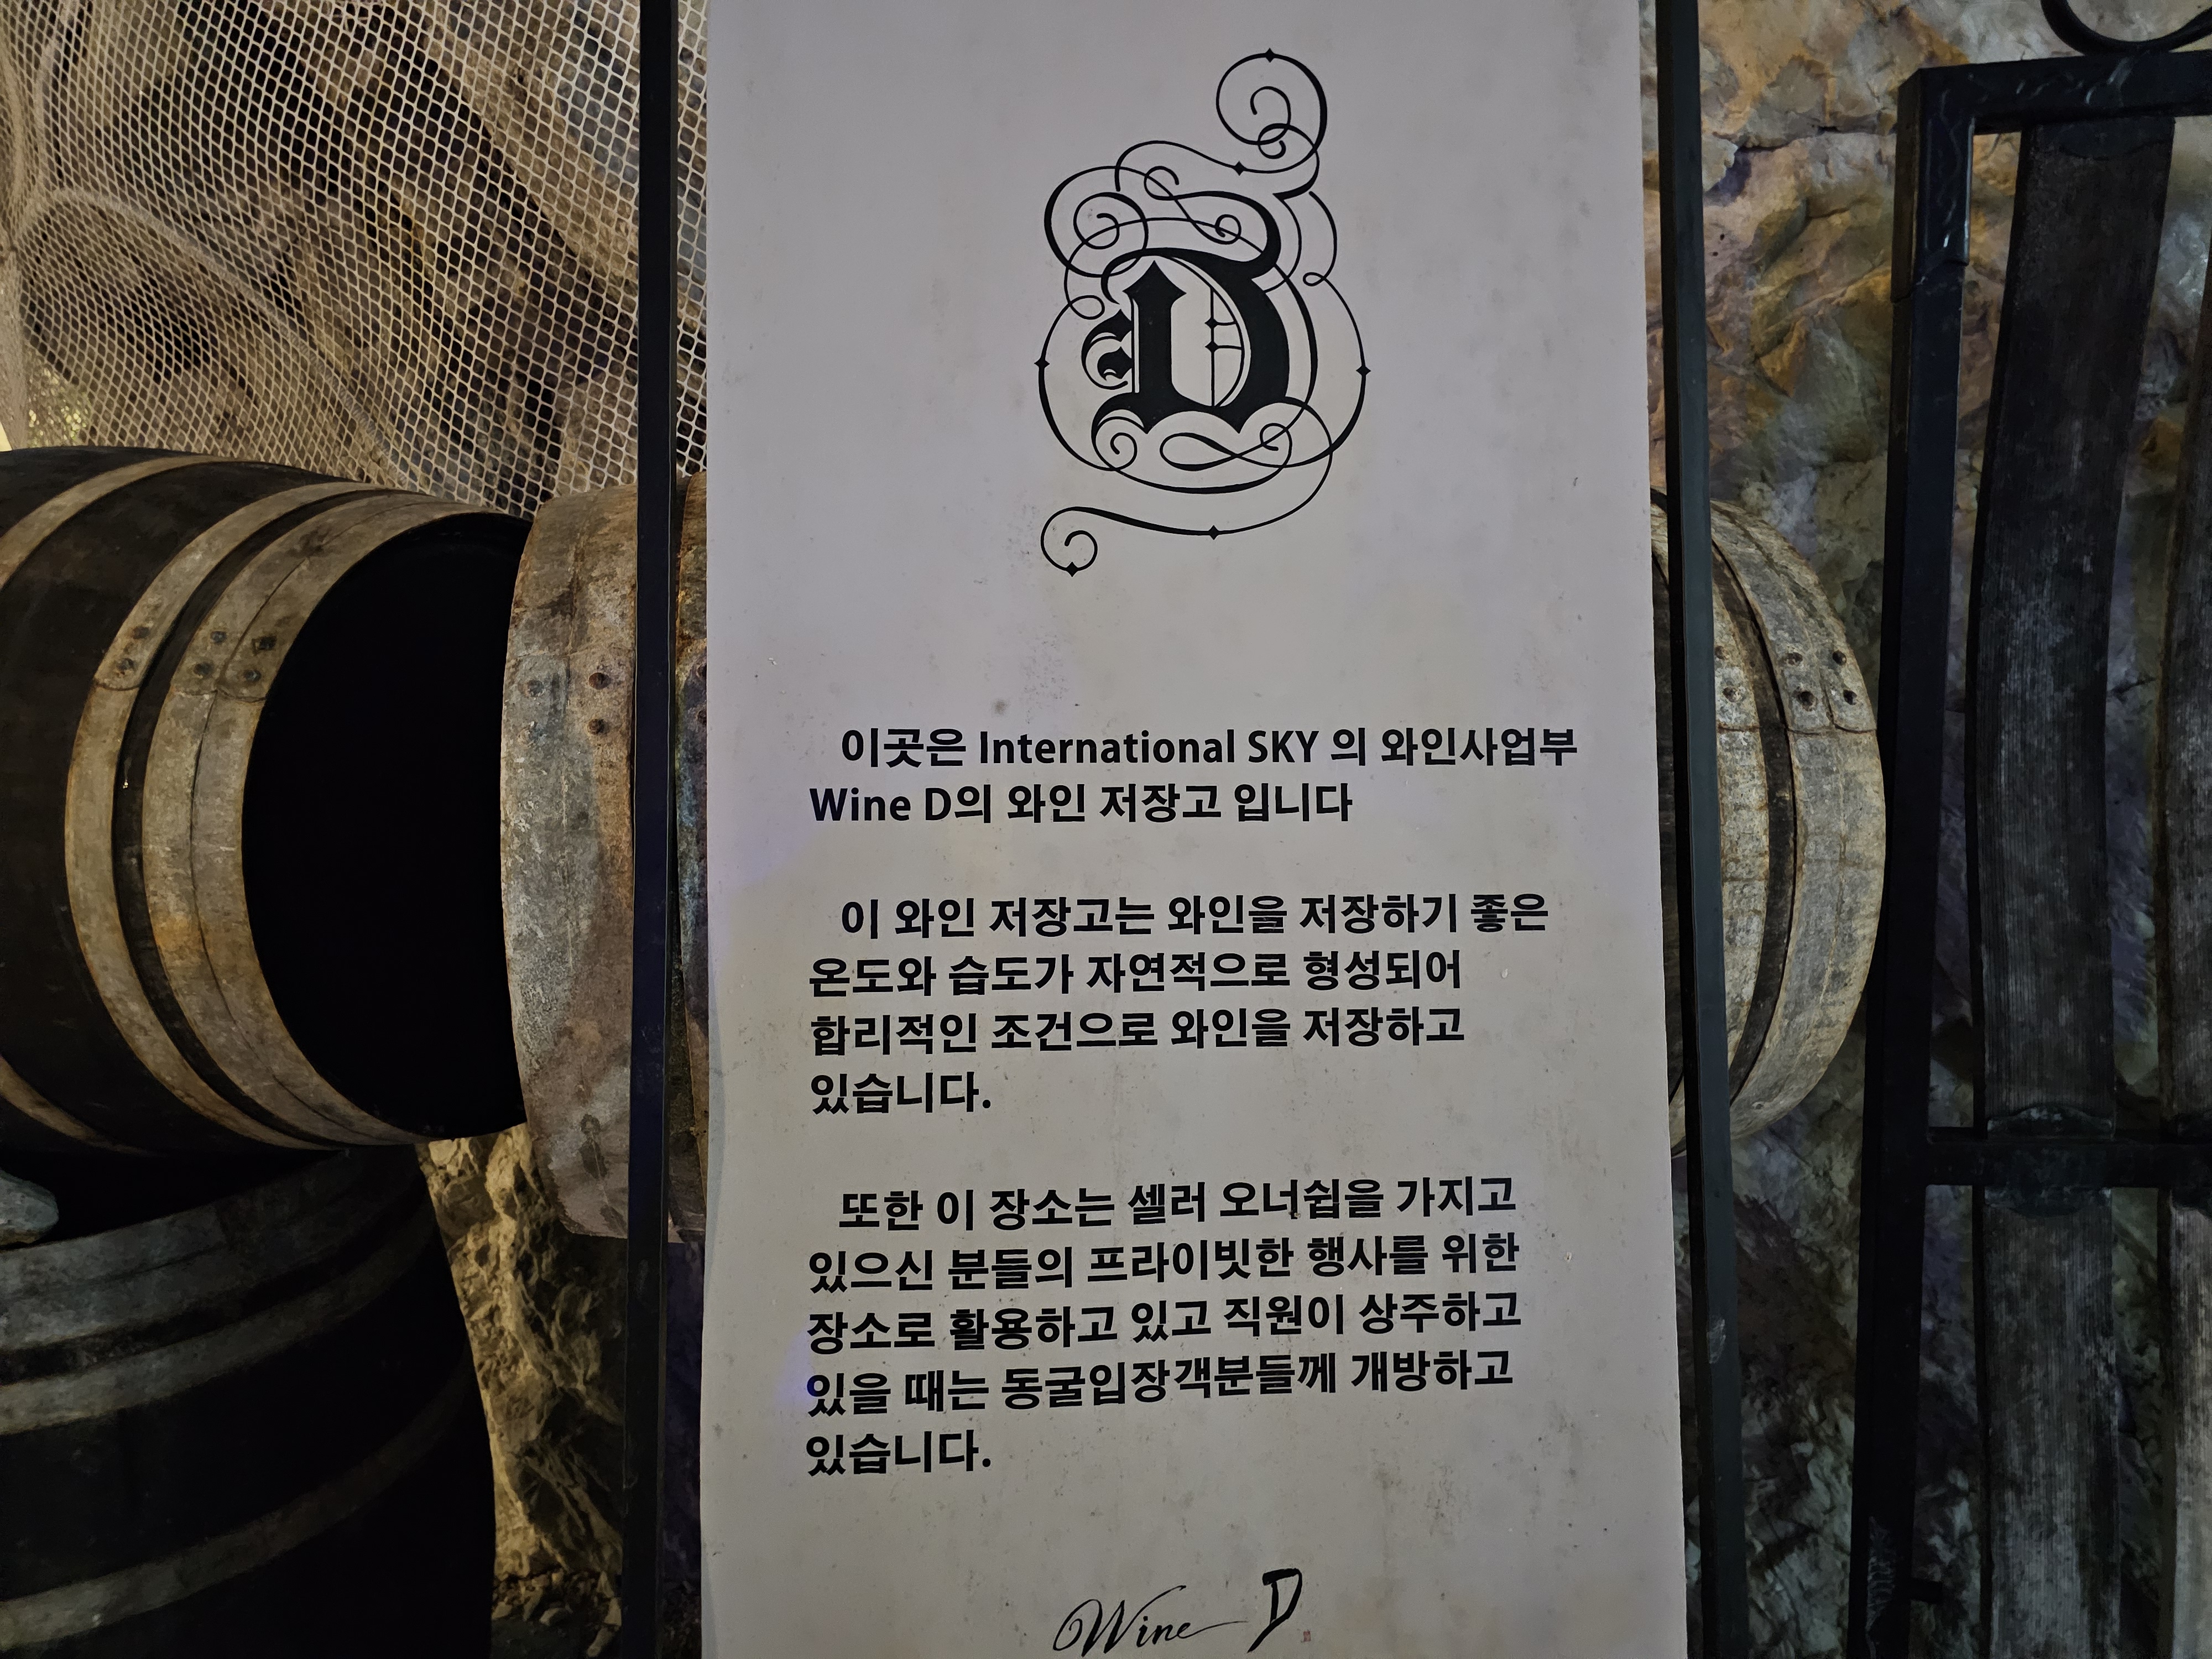 D
이곳은 International SKY 의 와인사업부
Wine D의 와인 저장고 입니다
이 와인 저장고는 와인을 저장하기 좋은
온도와 습도가 자연적으로 형성되어
합리적인 조건으로 와인을 저장하고
있습니다.
또한 이 장소는 셀러 오너쉽을 가지고
있으신 분들의 프라이빗한 행사를 위한
장소로 활용하고 있고 직원이 상주하고
있을 때는 동굴입장객분들께 개방하고
있습니다.
Wine D